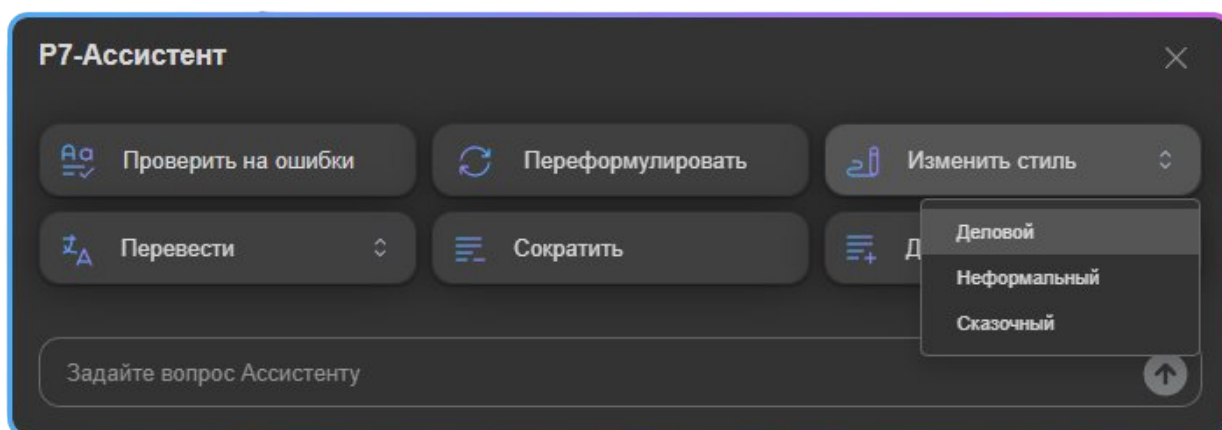 Р7-Ассистент
Проверить на ошибки
Переформулировать
Изменить стиль
Перевести
Сократить
Деловой
Неформальный
Сказочный
Задайте вопрос Ассистенту